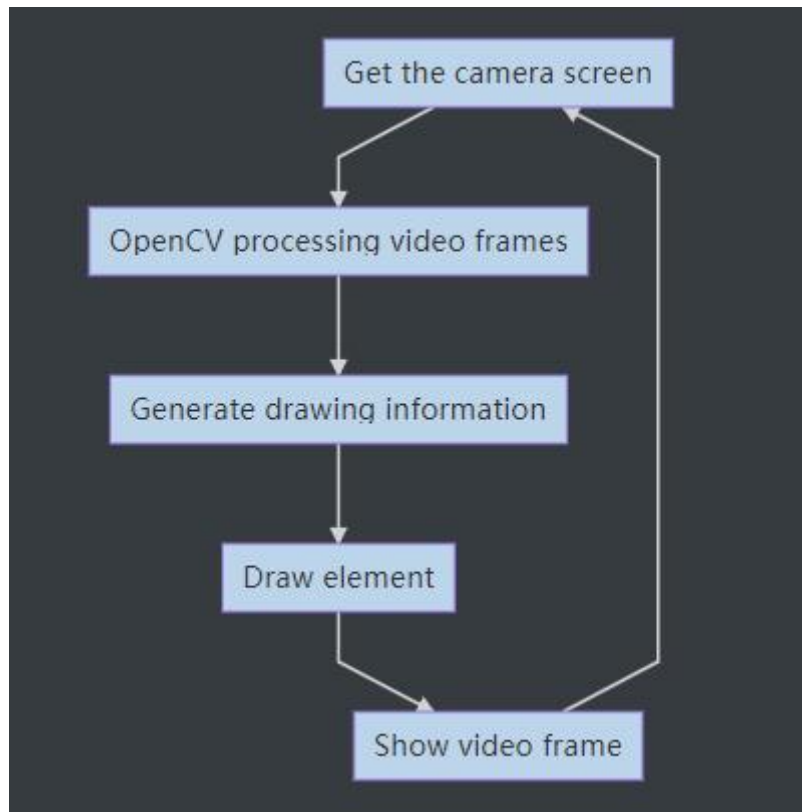 Get the camera screen
OpenCV processing video frames
Generate drawing information
Draw element
Show video frame